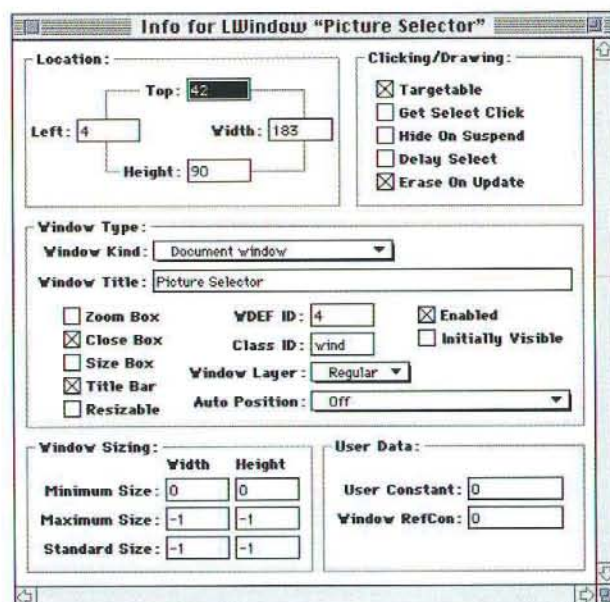 Info for LWindow “Picture Selector”
Location:
Top: 42
Left: 4
Width: 183
Height: 90
Clicking/Drawing:
Targetable
Get Select Click
Hide On Suspend
Delay Select
Erase On Update
Window Type:
Window Kind: Document window
Window Title: Picture Selector
Zoom Box
Close Box
Size Box
Title Bar
Resizable
WDEF ID: 4
Class ID: wind
Enabled
Initially Visible
Window Layer: Regular
Auto Position: Off
Window Sizing:
Width Height
Minimum Size: 0 0
Maximum Size: -1 -1
Standard Size: -1 -1
User Data:
User Constant: 0
Window RefCon: 0